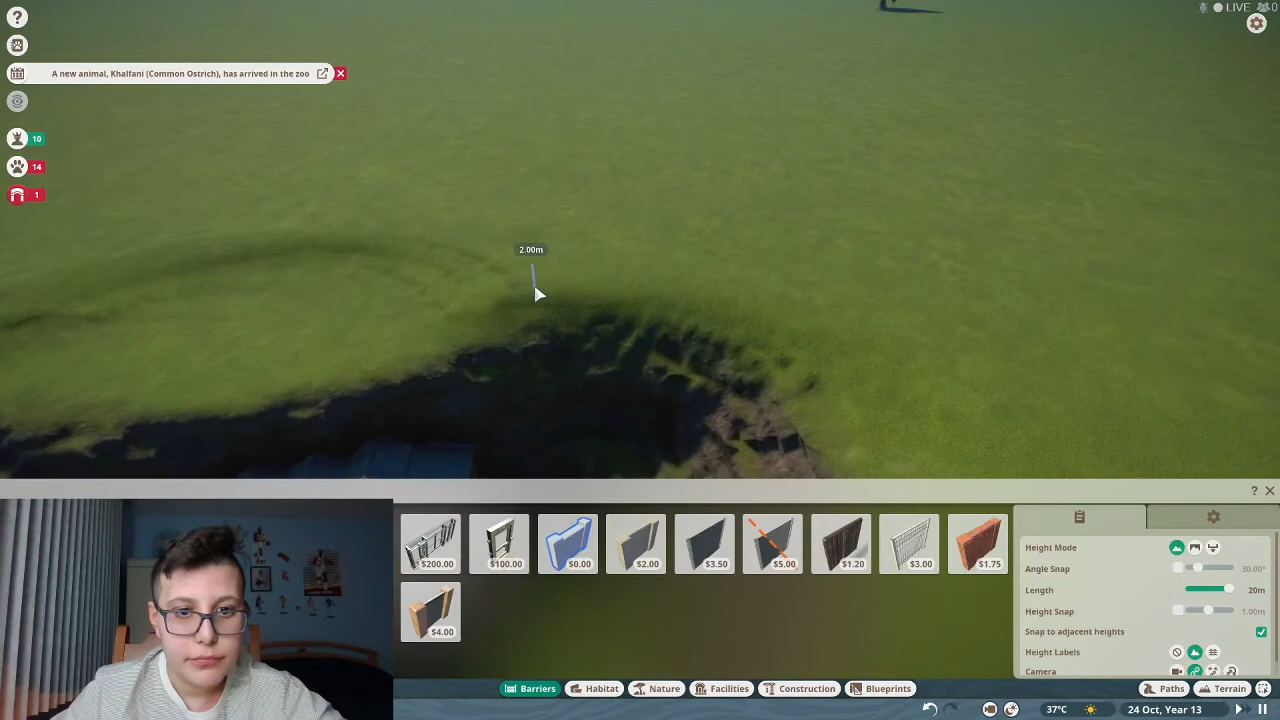 LIVE 0
A new animal, Khalfani (Common Ostrich), has arrived in the zoo
10
14
1
2.00m
$200.00
$100.00
$0.00
$2.00
$3.50
$5.00
$1.20
$3.00
$1.75
$4.00
Height Mode
Angle Snap 30.00°
Length 20m
Height Snap 1.00m
Snap to adjacent heights
Height Labels
Camera
Barriers Habitat Nature Facilities Construction Blueprints Paths Terrain
37°C 24 Oct, Year 13